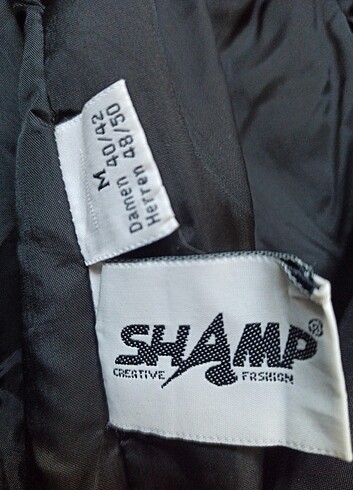 M
Damen 40/42
Herren 48/50
SHAMP®
CREATIVE FASHION